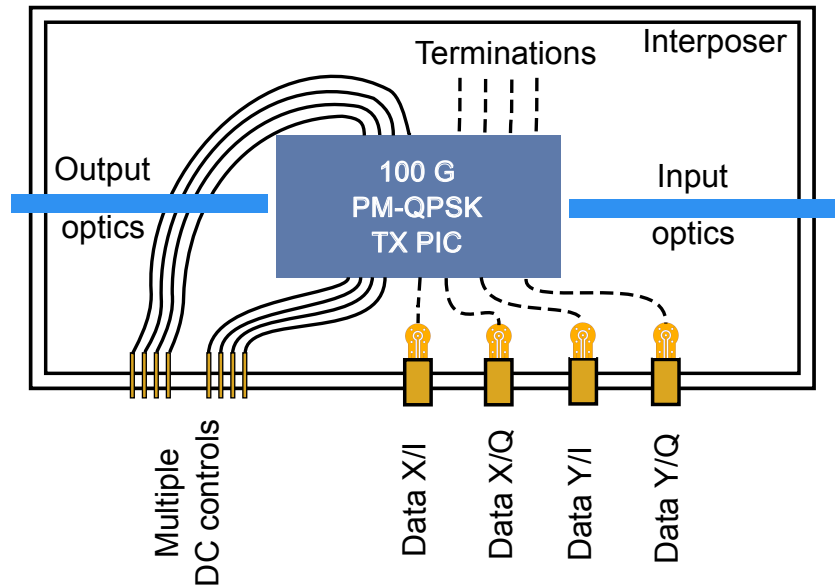 Interposer
Terminations
Output
optics
100 G
PM-QPSK
TX PIC
Input
optics
Multiple
DC controls
Data X/I
Data X/Q
Data Y/I
Data Y/Q